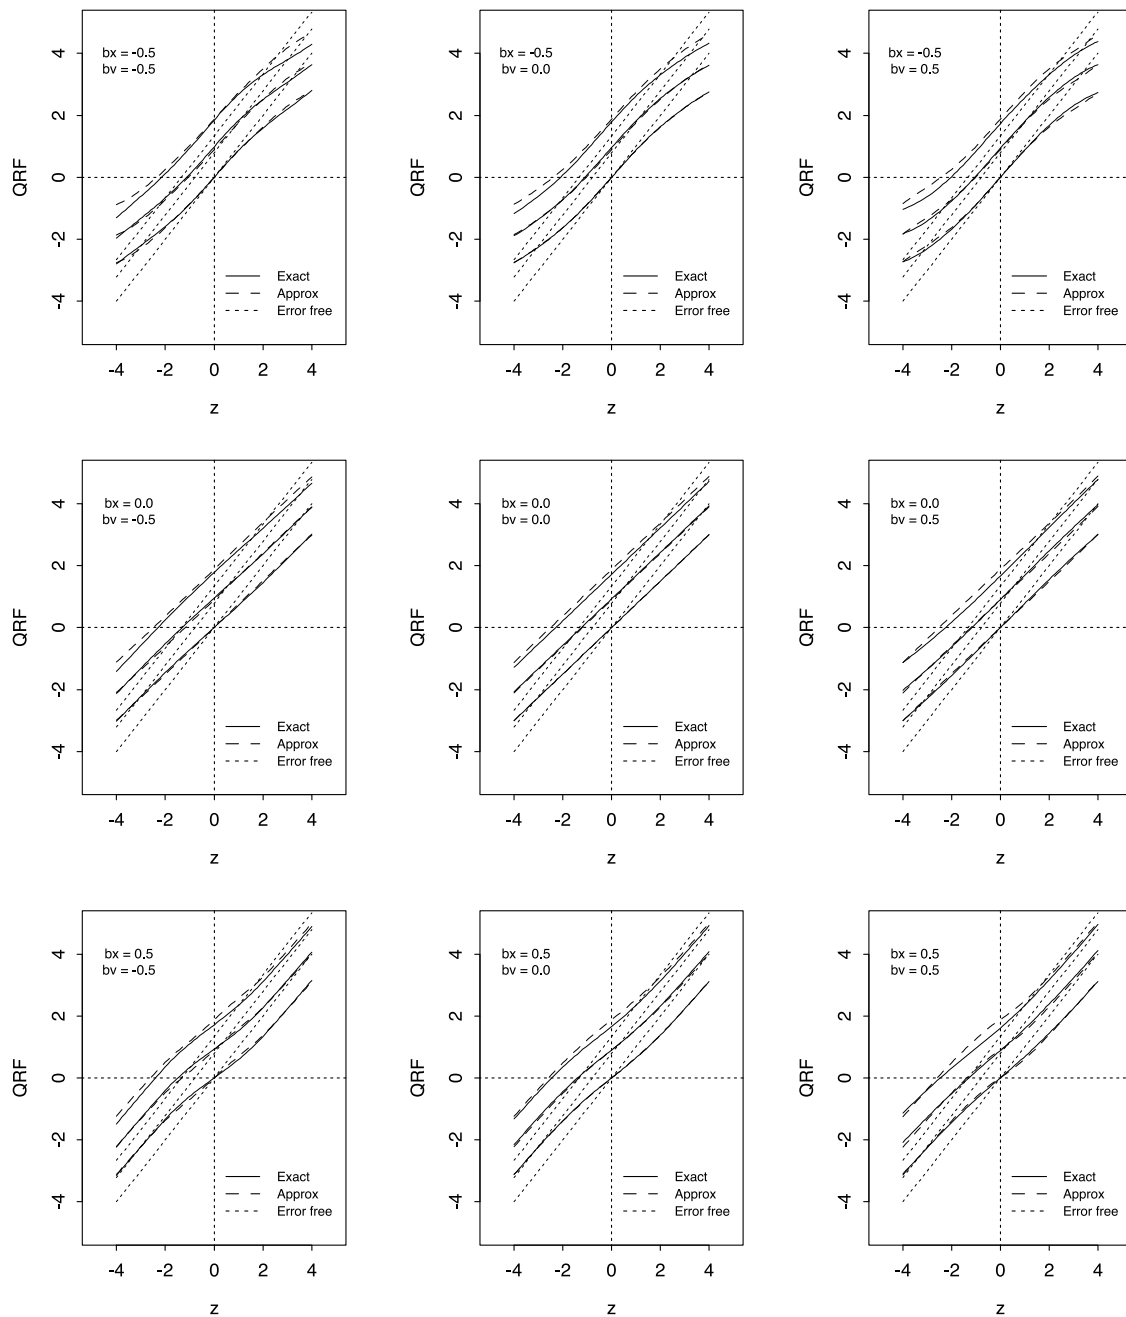 bx = -0.5
bv = -0.5
QRF
4
2
0
-2
-4
Exact
Approx
Error free
-4 -2 0 2 4
z
bx = -0.5
bv = 0.0
QRF
4
2
0
-2
-4
Exact
Approx
Error free
-4 -2 0 2 4
z
bx = -0.5
bv = 0.5
QRF
4
2
0
-2
-4
Exact
Approx
Error free
-4 -2 0 2 4
z
bx = 0.0
bv = -0.5
QRF
4
2
0
-2
-4
Exact
Approx
Error free
-4 -2 0 2 4
z
bx = 0.0
bv = 0.0
QRF
4
2
0
-2
-4
Exact
Approx
Error free
-4 -2 0 2 4
z
bx = 0.0
bv = 0.5
QRF
4
2
0
-2
-4
Exact
Approx
Error free
-4 -2 0 2 4
z
bx = 0.5
bv = -0.5
QRF
4
2
0
-2
-4
Exact
Approx
Error free
-4 -2 0 2 4
z
bx = 0.5
bv = 0.0
QRF
4
2
0
-2
-4
Exact
Approx
Error free
-4 -2 0 2 4
z
bx = 0.5
bv = 0.5
QRF
4
2
0
-2
-4
Exact
Approx
Error free
-4 -2 0 2 4
z